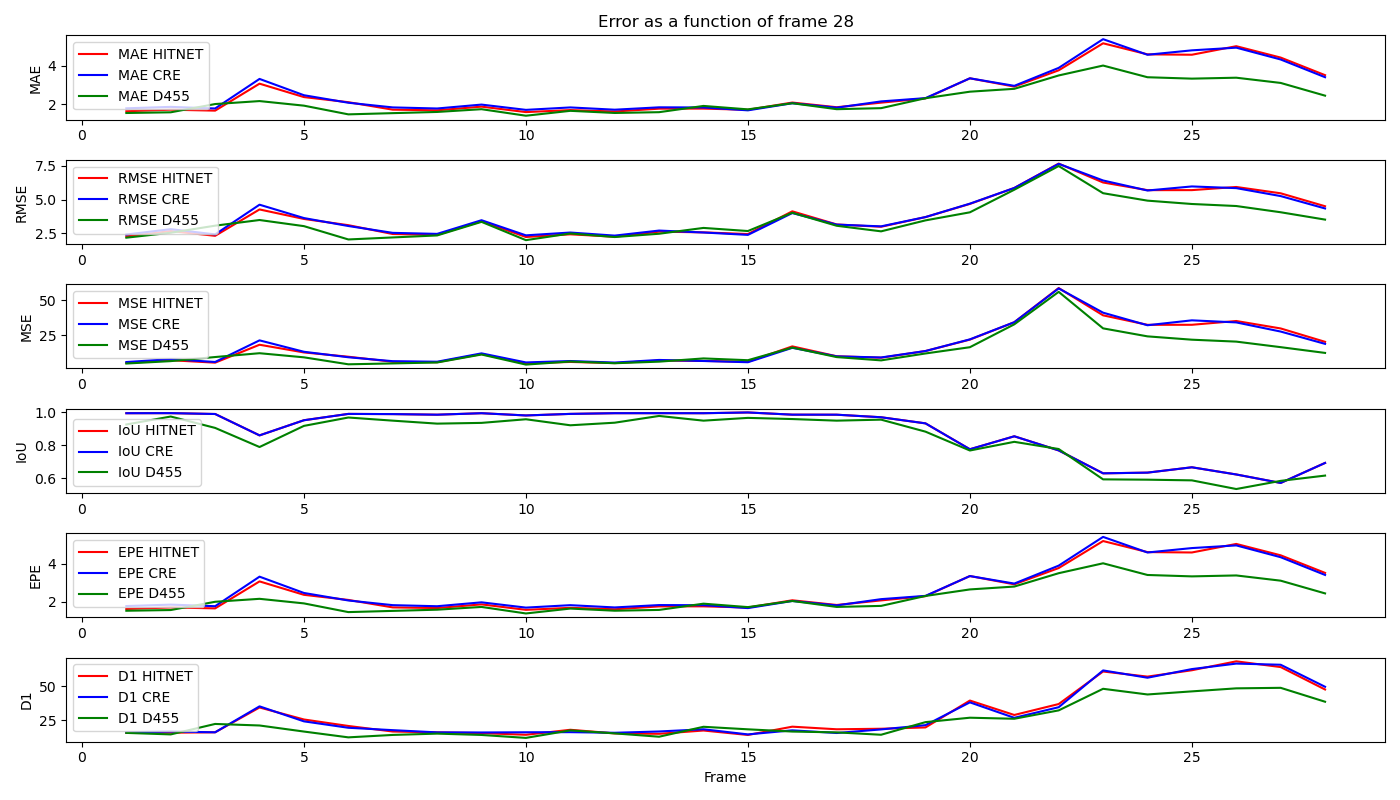 Error as a function of frame 28
MAE
4
2
MAE HITNET
MAE CRE
MAE D455
0 5 10 15 20 25
RMSE
7.5
5.0
2.5
RMSE HITNET
RMSE CRE
RMSE D455
0 5 10 15 20 25
MSE
50
25
MSE HITNET
MSE CRE
MSE D455
0 5 10 15 20 25
IoU
1.0
0.8
0.6
IoU HITNET
IoU CRE
IoU D455
0 5 10 15 20 25
EPE
4
2
EPE HITNET
EPE CRE
EPE D455
0 5 10 15 20 25
D1
50
25
D1 HITNET
D1 CRE
D1 D455
0 5 10 15 20 25
Frame